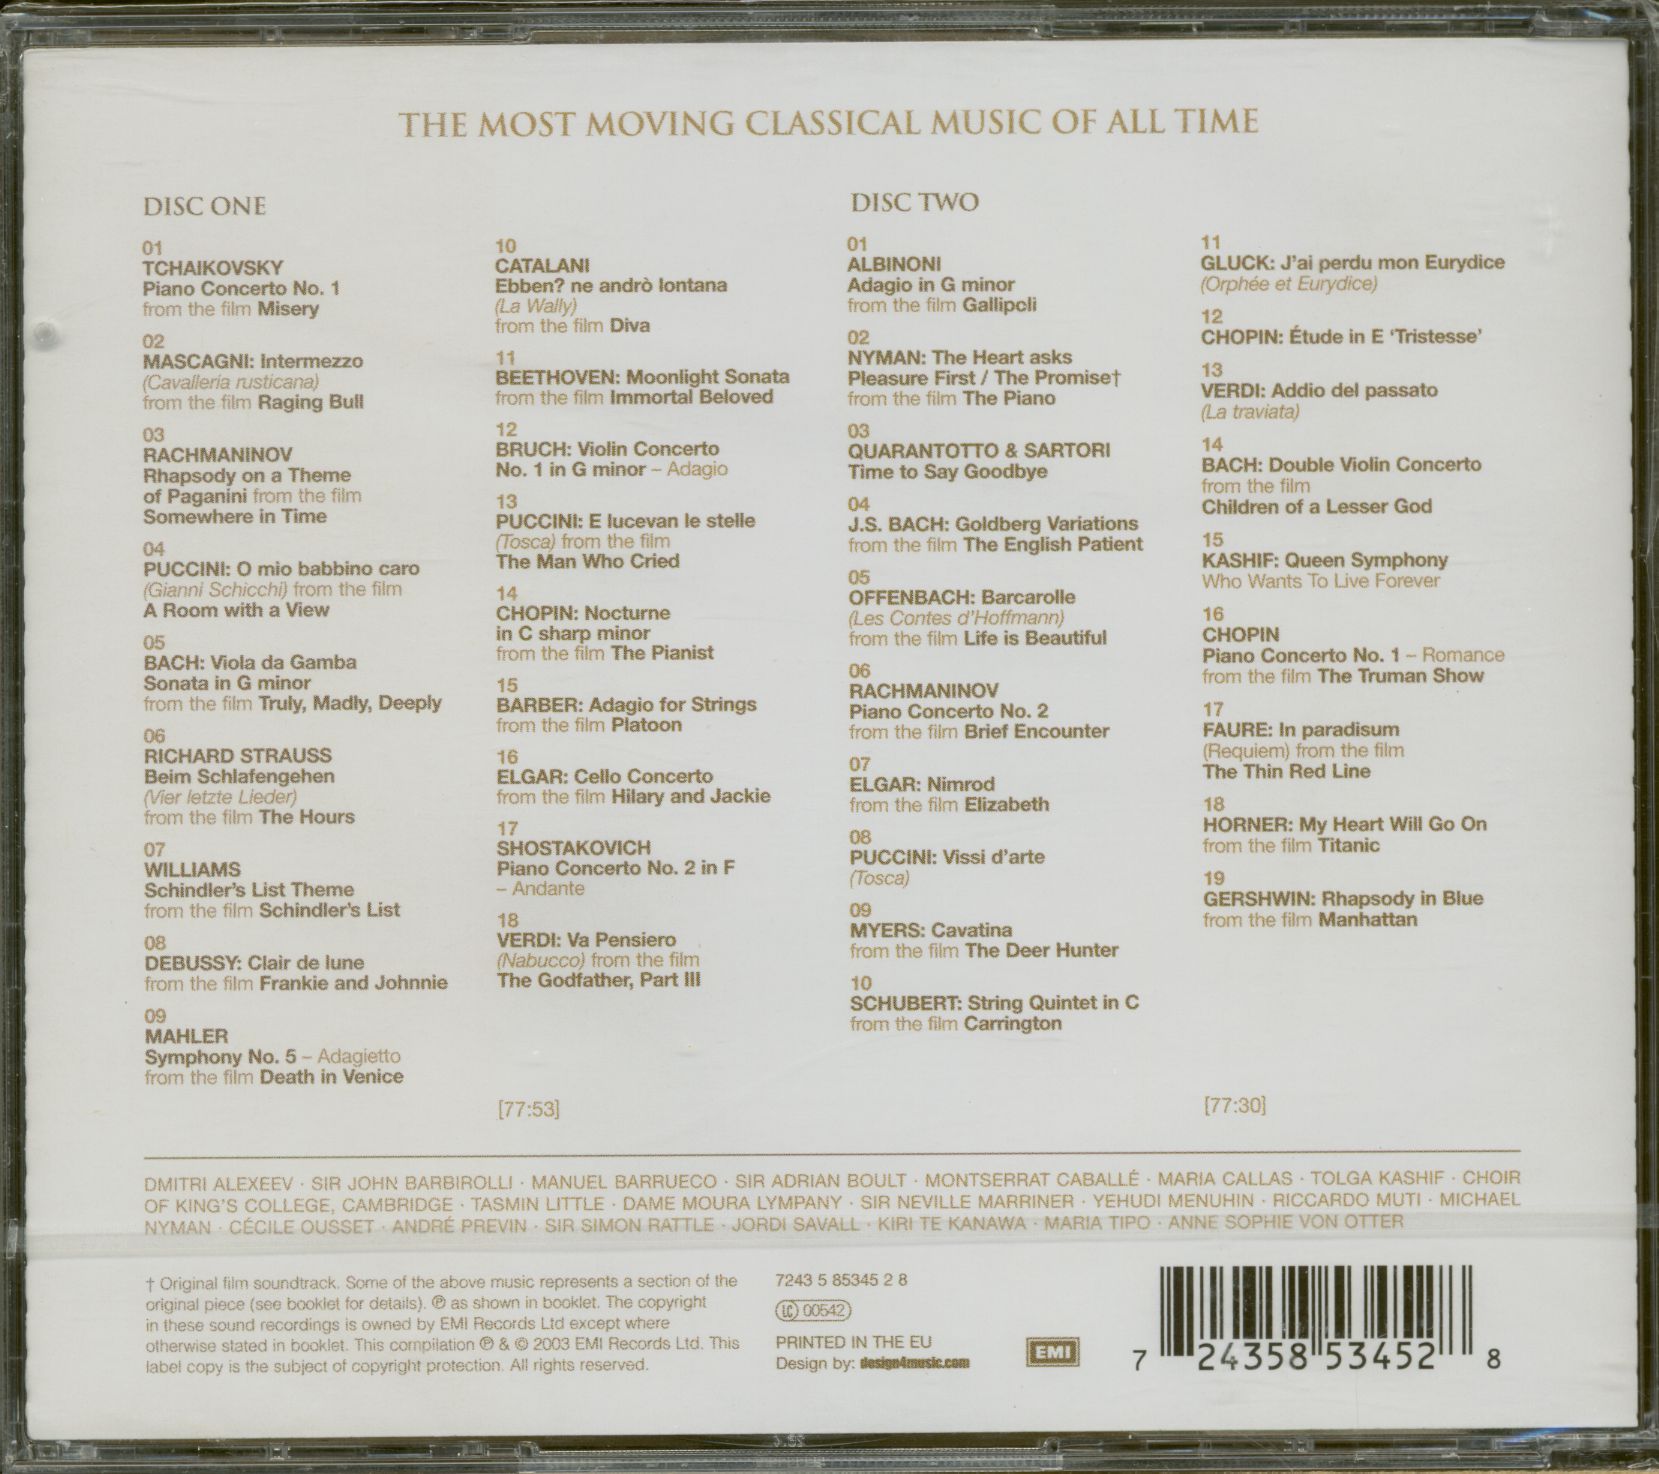 THE MOST MOVING CLASSICAL MUSIC OF ALL TIME
DISC ONE
01
TCHAIKOVSKY
Piano Concerto No. 1
from the film Misery
02
MASCAGNI: Intermezzo
(Cavalleria rusticana)
from the film Raging Bull
03
RACHMANINOV
Rhapsody on a Theme
of Paganini from the film
Somewhere in Time
04
PUCCINI: O mio babbino caro
(Gianni Schicchi) from the film
A Room with a View
05
BACH: Viola da Gamba
Sonata in G minor
from the film Truly, Madly, Deeply
06
RICHARD STRAUSS
Beim Schlafengehen
(Vier letzte Lieder)
from the film The Hours
07
WILLIAMS
Schindler's List Theme
from the film Schindler's List
08
DEBUSSY: Clair de lune
from the film Frankie and Johnnie
09
MAHLER
Symphony No. 5 – Adagietto
from the film Death in Venice
10
CATALANI
Ebben? ne andrò lontana
(La Wally)
from the film Diva
11
BEETHOVEN: Moonlight Sonata
from the film Immortal Beloved
12
BRUCH: Violin Concerto
No. 1 in G minor – Adagio
13
PUCCINI: E lucevan le stelle
(Tosca) from the film
The Man Who Cried
14
CHOPIN: Nocturne
in C sharp minor
from the film The Pianist
15
BARBER: Adagio for Strings
from the film Platoon
16
ELGAR: Cello Concerto
from the film Hilary and Jackie
17
SHOSTAKOVICH
Piano Concerto No. 2 in F
– Andante
18
VERDI: Va Pensiero
(Nabucco) from the film
The Godfather, Part III
[77:53]
DISC TWO
01
ALBINONI
Adagio in G minor
from the film Gallipoli
02
NYMAN: The Heart asks
Pleasure First / The Promise†
from the film The Piano
03
QUARANTOTTO & SARTORI
Time to Say Goodbye
04
J.S. BACH: Goldberg Variations
from the film The English Patient
05
OFFENBACH: Barcarolle
(Les Contes d'Hoffmann)
from the film Life is Beautiful
06
RACHMANINOV
Piano Concerto No. 2
from the film Brief Encounter
07
ELGAR: Nimrod
from the film Elizabeth
08
PUCCINI: Vissi d'arte
(Tosca)
09
MYERS: Cavatina
from the film The Deer Hunter
10
SCHUBERT: String Quintet in C
from the film Carrington
11
GLUCK: J'ai perdu mon Eurydice
(Orphée et Eurydice)
12
CHOPIN: Étude in E 'Tristesse'
13
VERDI: Addio del passato
(La traviata)
14
BACH: Double Violin Concerto
from the film
Children of a Lesser God
15
KASHIF: Queen Symphony
Who Wants To Live Forever
16
CHOPIN
Piano Concerto No. 1 – Romance
from the film The Truman Show
17
FAURE: In paradisum
(Requiem) from the film
The Thin Red Line
18
HORNER: My Heart Will Go On
from the film Titanic
19
GERSHWIN: Rhapsody in Blue
from the film Manhattan
[77:30]
DMITRI ALEXEEV · SIR JOHN BARBIROLLI · MANUEL BARRUECO · SIR ADRIAN BOULT · MONTSERRAT CABALLÉ · MARIA CALLAS · TOLGA KASHIF · CHOIR
OF KING'S COLLEGE, CAMBRIDGE · TASMIN LITTLE · DAME MOURA LYMPANY · SIR NEVILLE MARRINER · YEHUDI MENUHIN · RICCARDO MUTI · MICHAEL
NYMAN · CÉCILE OUSSET · ANDRÉ PREVIN · SIR SIMON RATTLE · JORDI SAVALL · KIRI TE KANAWA · MARIA TIPO · ANNE SOPHIE VON OTTER
† Original film soundtrack. Some of the above music represents a section of the
original piece (see booklet for details). ℗ as shown in booklet. The copyright
in these sound recordings is owned by EMI Records Ltd except where
otherwise stated in booklet. This compilation ℗ & © 2003 EMI Records Ltd. This
label copy is the subject of copyright protection. All rights reserved.
7243 5 85345 2 8
LC 00542
PRINTED IN THE EU
Design by: design4music.com
EMI
7 24358 53452 8